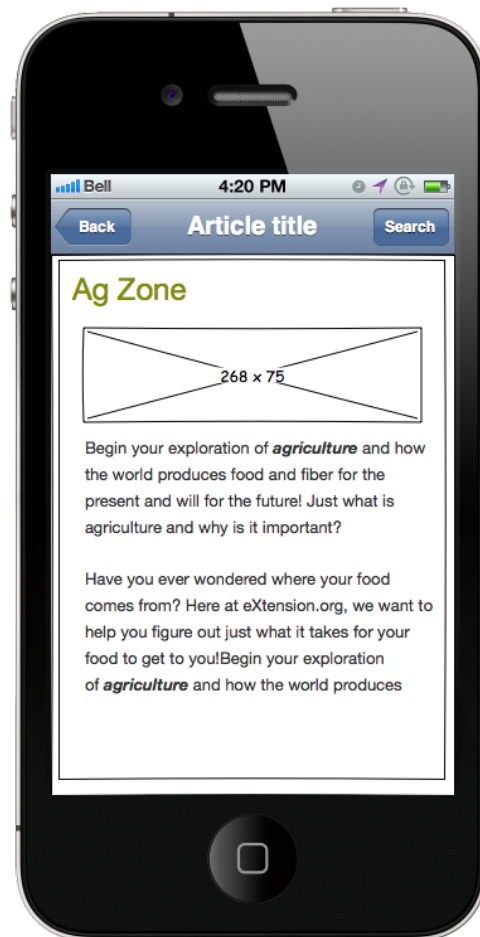 Bell 4:20 PM
Back Article title Search
Ag Zone
268 x 75
Begin your exploration of agriculture and how
the world produces food and fiber for the
present and will for the future! Just what is
agriculture and why is it important?
Have you ever wondered where your food
comes from? Here at eXtension.org, we want to
help you figure out just what it takes for your
food to get to you!Begin your exploration
of agriculture and how the world produces